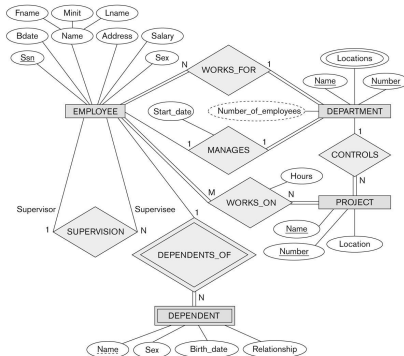 Fname Minit Lname
Bdate Name Address Salary
Ssn Sex
N WORKS_FOR 1
Locations
Name Number
EMPLOYEE
Start_date Number_of_employees DEPARTMENT
1 MANAGES 1
1
CONTROLS
N
Hours
M WORKS_ON N
PROJECT
Supervisor Supervisee
1 SUPERVISION N
1
Name
Number Location
DEPENDENTS_OF
N
DEPENDENT
Name Sex Birth_date Relationship